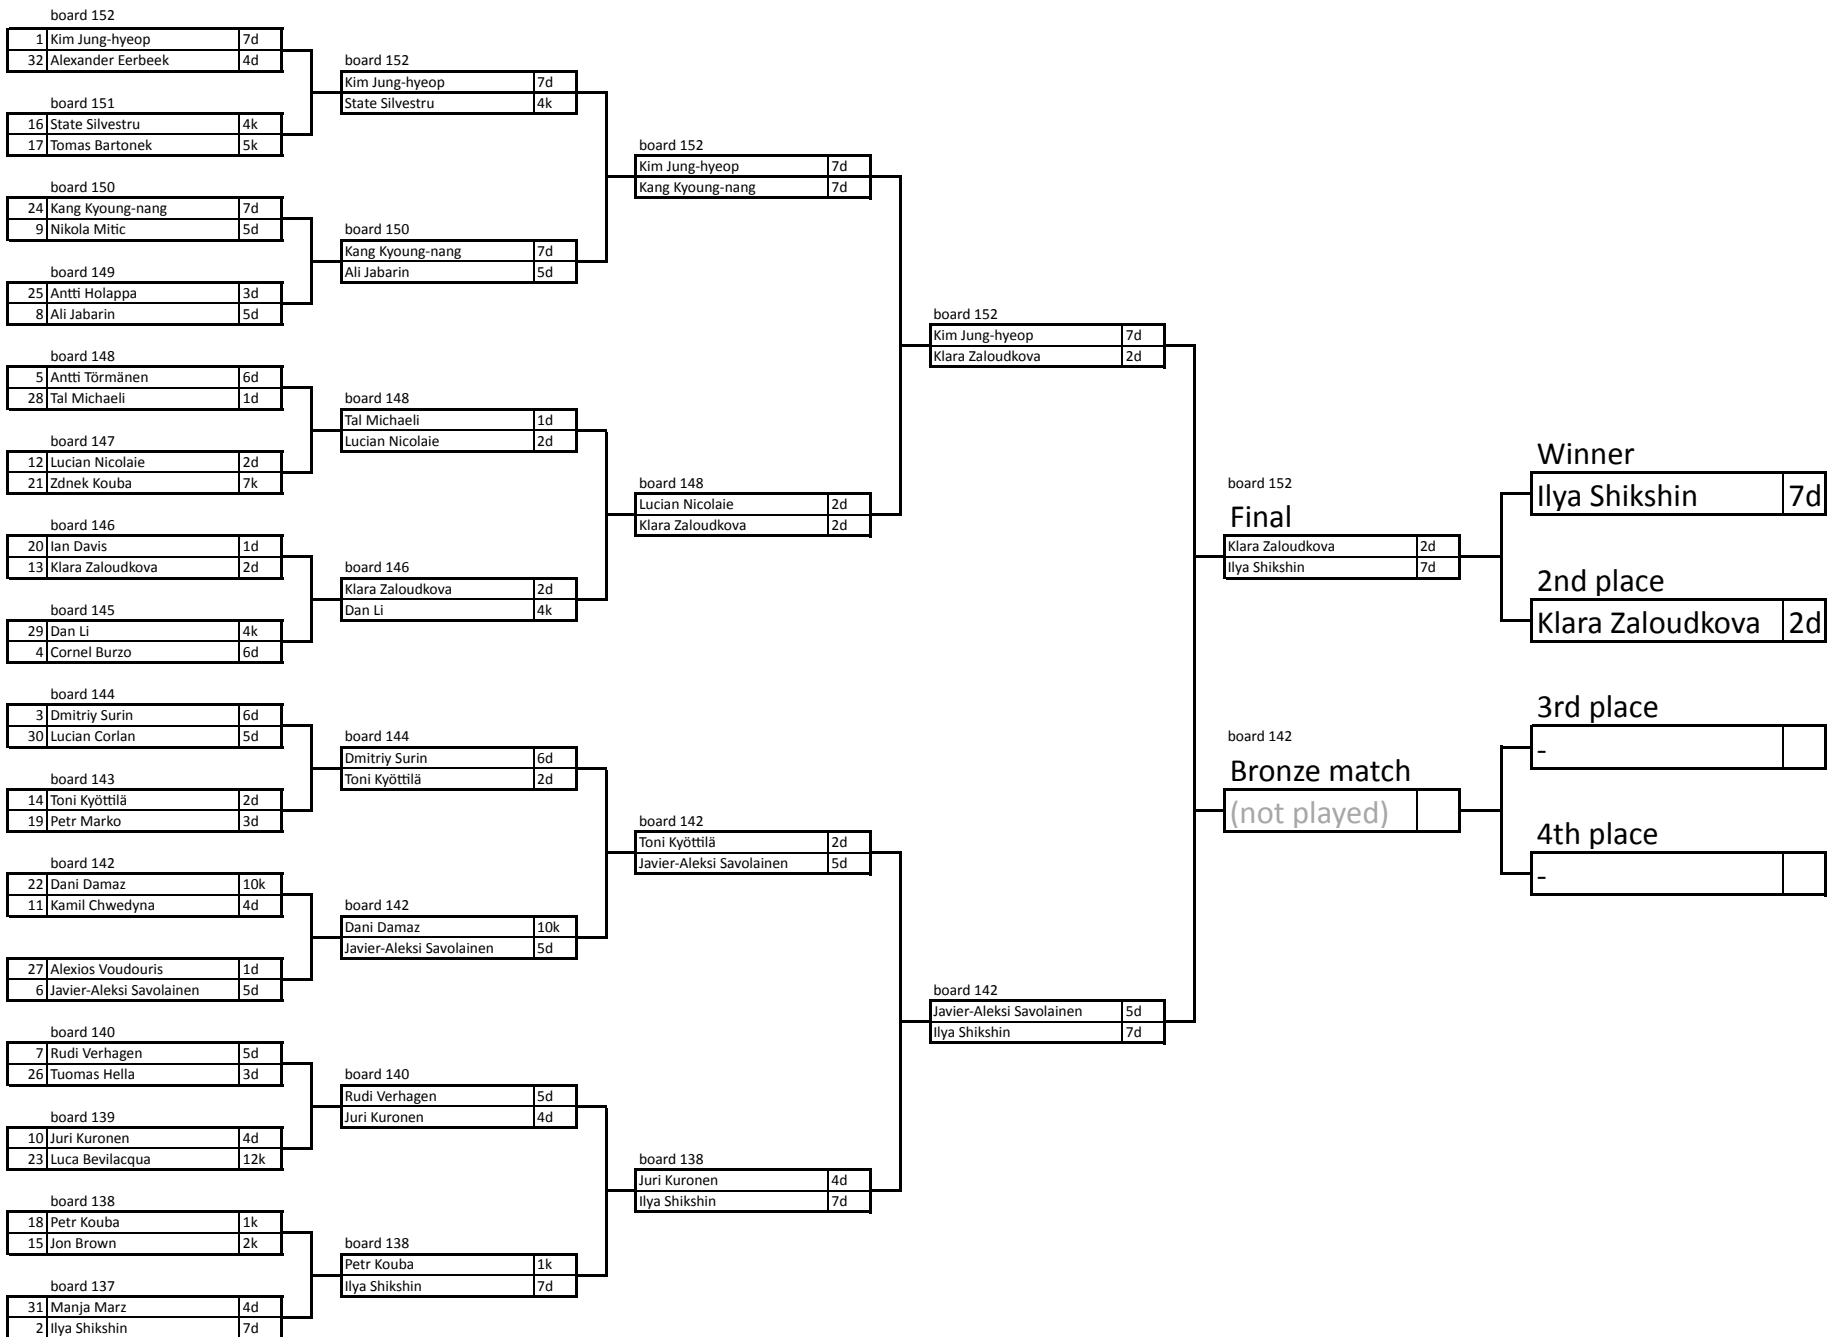 board 152
1 Kim Jung-hyeop 7d
32 Alexander Eerbeek 4d
board 151
16 State Silvestru 4k
17 Tomas Bartonek 5k
board 150
24 Kang Kyoung-nang 7d
9 Nikola Mitic 5d
board 149
25 Antti Holappa 3d
8 Ali Jabarin 5d
board 148
5 Antti Törmänen 6d
28 Tal Michaeli 1d
board 147
12 Lucian Nicolaie 2d
21 Zdnek Kouba 7k
board 146
20 Ian Davis 1d
13 Klara Zaloudkova 2d
board 145
29 Dan Li 4k
4 Cornel Burzo 6d
board 144
3 Dmitriy Surin 6d
30 Lucian Corlan 5d
board 143
14 Toni Kyöttilä 2d
19 Petr Marko 3d
board 142
22 Dani Damaz 10k
11 Kamil Chwedyna 4d
27 Alexios Voudouris 1d
6 Javier-Aleksi Savolainen 5d
board 140
7 Rudi Verhagen 5d
26 Tuomas Hella 3d
board 139
10 Juri Kuronen 4d
23 Luca Bevilacqua 12k
board 138
18 Petr Kouba 1k
15 Jon Brown 2k
board 137
31 Manja Marz 4d
2 Ilya Shikshin 7d
board 152
Kim Jung-hyeop 7d
State Silvestru 4k
board 150
Kang Kyoung-nang 7d
Ali Jabarin 5d
board 148
Tal Michaeli 1d
Lucian Nicolaie 2d
board 146
Klara Zaloudkova 2d
Dan Li 4k
board 144
Dmitriy Surin 6d
Toni Kyöttilä 2d
board 142
Dani Damaz 10k
Javier-Aleksi Savolainen 5d
board 140
Rudi Verhagen 5d
Juri Kuronen 4d
board 138
Petr Kouba 1k
Ilya Shikshin 7d
board 152
Kim Jung-hyeop 7d
Kang Kyoung-nang 7d
board 148
Lucian Nicolaie 2d
Klara Zaloudkova 2d
board 142
Toni Kyöttilä 2d
Javier-Aleksi Savolainen 5d
board 138
Juri Kuronen 4d
Ilya Shikshin 7d
board 152
Kim Jung-hyeop 7d
Klara Zaloudkova 2d
board 142
Javier-Aleksi Savolainen 5d
Ilya Shikshin 7d
board 152
Final
Klara Zaloudkova 2d
Ilya Shikshin 7d
board 142
Bronze match
(not played)
Winner
Ilya Shikshin 7d
2nd place
Klara Zaloudkova 2d
3rd place
-
4th place
-